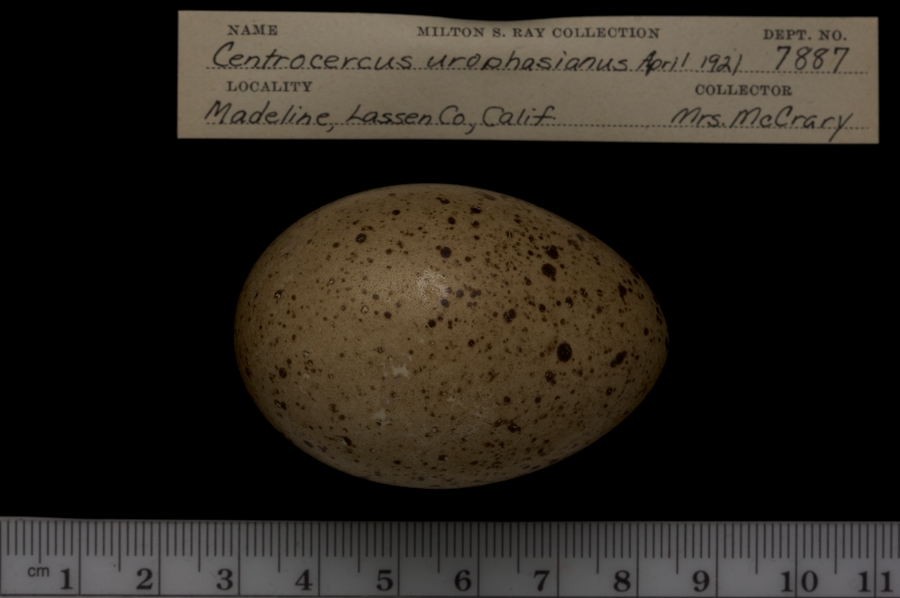 NAME MILTON S. RAY COLLECTION DEPT. NO.
Centrocercus urophasianus April 1921 7887
LOCALITY COLLECTOR
Madeline, Lassen Co., Calif. Mrs. McCrary
cm 1 2 3 4 5 6 7 8 9 10 11